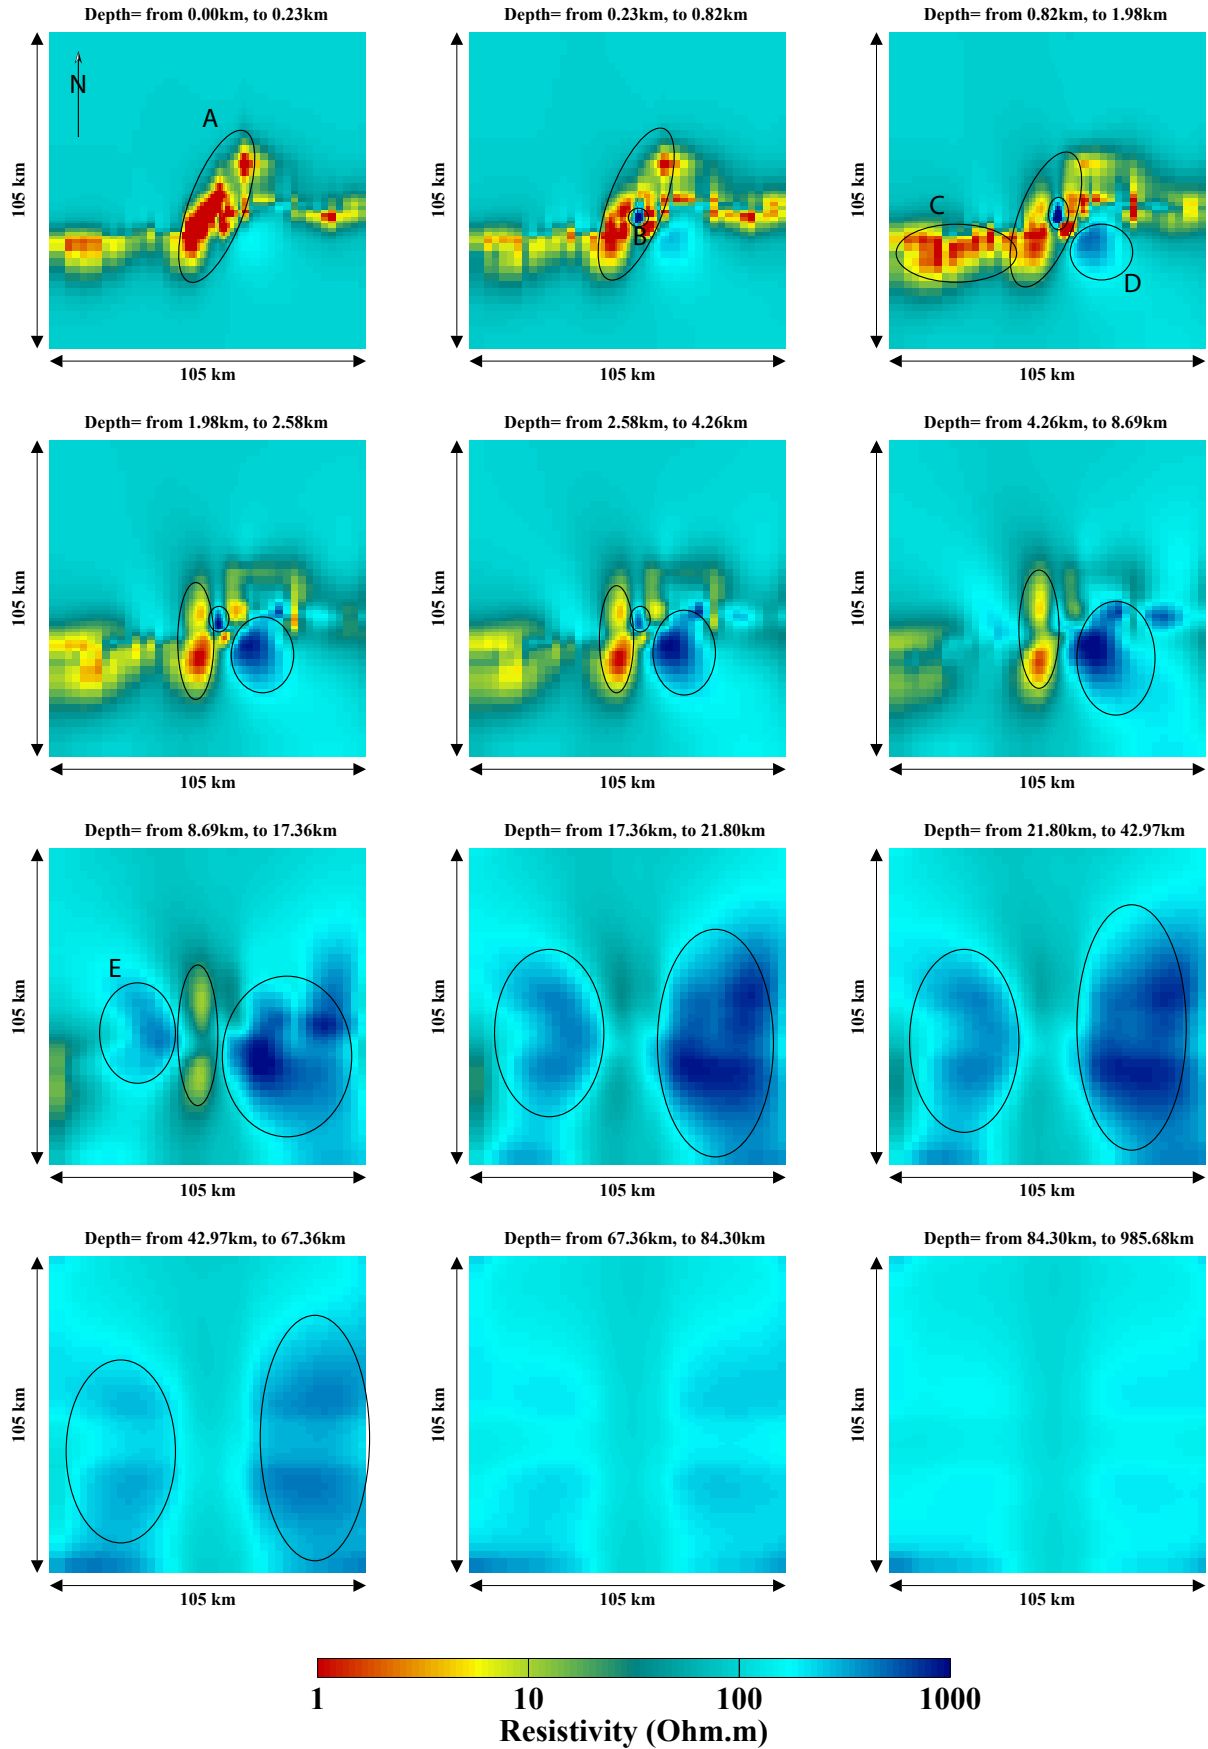 Depth= from 0.00km, to 0.23km
Depth= from 0.23km, to 0.82km
Depth= from 0.82km, to 1.98km
N
A
B
C
D
105 km
105 km
105 km
105 km
105 km
105 km
Depth= from 1.98km, to 2.58km
Depth= from 2.58km, to 4.26km
Depth= from 4.26km, to 8.69km
105 km
105 km
105 km
105 km
105 km
105 km
Depth= from 8.69km, to 17.36km
Depth= from 17.36km, to 21.80km
Depth= from 21.80km, to 42.97km
E
105 km
105 km
105 km
105 km
105 km
105 km
Depth= from 42.97km, to 67.36km
Depth= from 67.36km, to 84.30km
Depth= from 84.30km, to 985.68km
105 km
105 km
105 km
105 km
105 km
105 km
1 10 100 1000
Resistivity (Ohm.m)